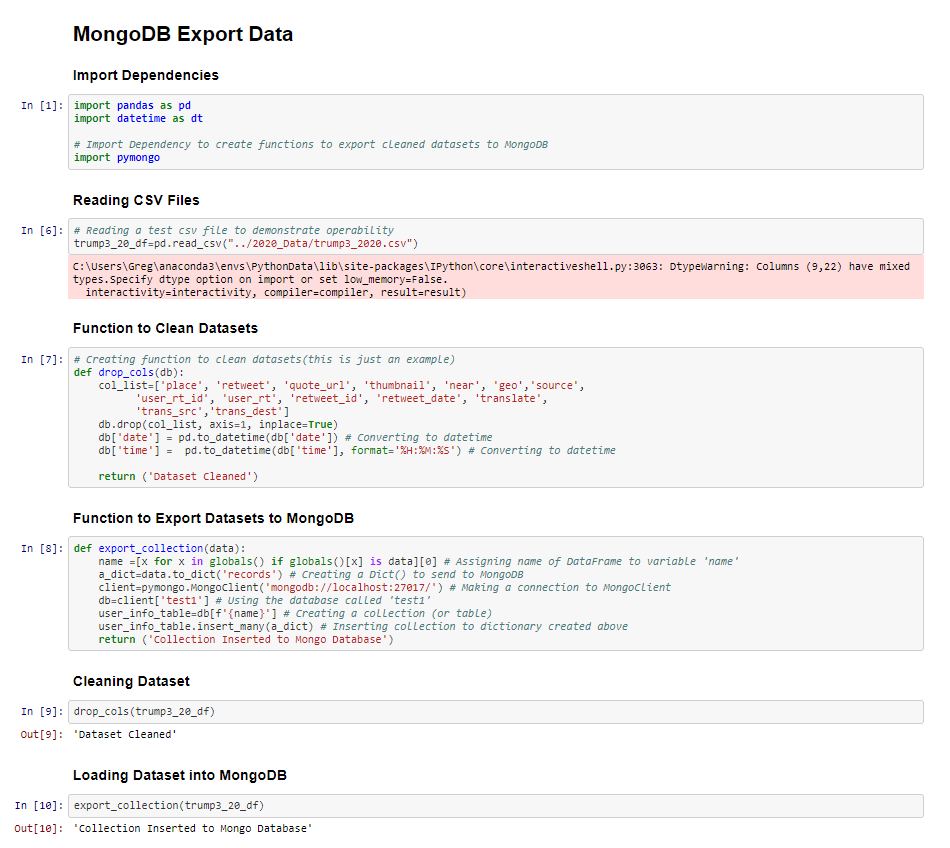 MongoDB Export Data
Import Dependencies
In [1]: import pandas as pd
import datetime as dt
# Import Dependency to create functions to export cleaned datasets to MongoDB
import pymongo
Reading CSV Files
In [6]: # Reading a test csv file to demonstrate operability
trump3_20_df=pd.read_csv("../2020_Data/trump3_2020.csv")
C:\Users\Greg\anaconda3\envs\PythonData\lib\site-packages\IPython\core\interactiveshell.py:3063: DtypeWarning: Columns (9,22) have mixed
types.Specify dtype option on import or set low_memory=False.
  interactivity=interactivity, compiler=compiler, result=result)
Function to Clean Datasets
In [7]: # Creating function to clean datasets(this is just an example)
def drop_cols(db):
    col_list=['place', 'retweet', 'quote_url', 'thumbnail', 'near', 'geo','source',
          'user_rt_id', 'user_rt', 'retweet_id', 'retweet_date', 'translate',
          'trans_src','trans_dest']
    db.drop(col_list, axis=1, inplace=True)
    db['date'] = pd.to_datetime(db['date']) # Converting to datetime
    db['time'] =  pd.to_datetime(db['time'], format='%H:%M:%S') # Converting to datetime
    return ('Dataset Cleaned')
Function to Export Datasets to MongoDB
In [8]: def export_collection(data):
    name =[x for x in globals() if globals()[x] is data][0] # Assigning name of DataFrame to variable 'name'
    a_dict=data.to_dict('records') # Creating a Dict() to send to MongoDB
    client=pymongo.MongoClient('mongodb://localhost:27017/') # Making a connection to MongoClient
    db=client['test1'] # Using the database called 'test1'
    user_info_table=db[f'{name}'] # Creating a collection (or table)
    user_info_table.insert_many(a_dict) # Inserting collection to dictionary created above
    return ('Collection Inserted to Mongo Database')
Cleaning Dataset
In [9]: drop_cols(trump3_20_df)
Out[9]: 'Dataset Cleaned'
Loading Dataset into MongoDB
In [10]: export_collection(trump3_20_df)
Out[10]: 'Collection Inserted to Mongo Database'